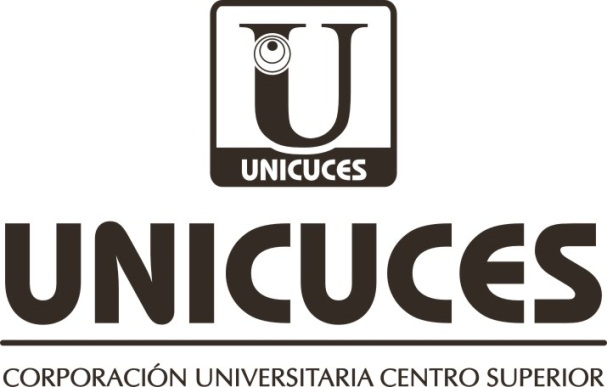 U
UNICUCES
UNICUCES
CORPORACIÓN UNIVERSITARIA CENTRO SUPERIOR